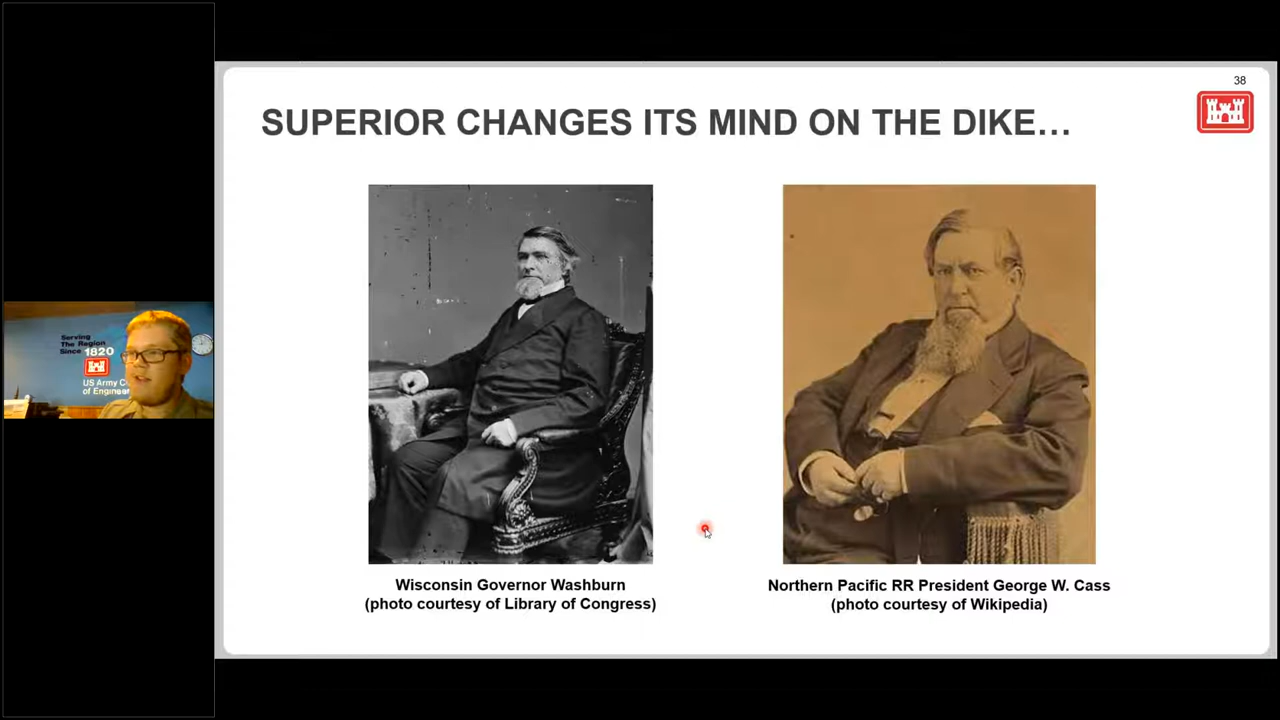 38
SUPERIOR CHANGES ITS MIND ON THE DIKE…
Serving
The Region
Since 1820
US Army Co
of Engineer
Wisconsin Governor Washburn
(photo courtesy of Library of Congress)
Northern Pacific RR President George W. Cass
(photo courtesy of Wikipedia)